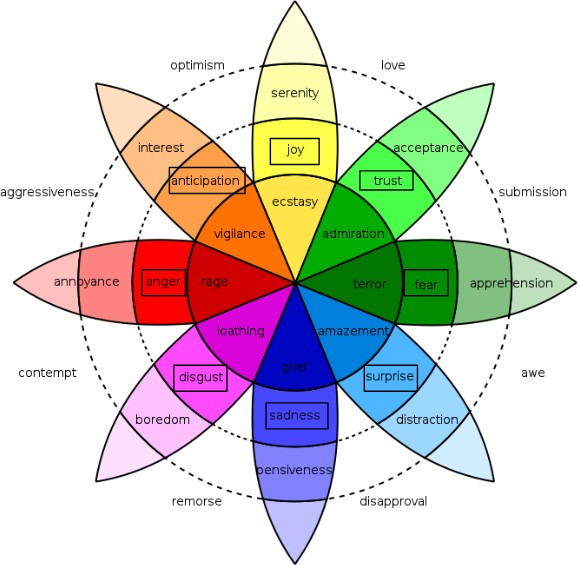 optimism
love
serenity
interest
joy
acceptance
anticipation
trust
aggressiveness
submission
ecstasy
vigilance
admiration
annoyance
anger
rage
terror
fear
apprehension
loathing
amazement
grief
contempt
disgust
surprise
awe
boredom
sadness
distraction
pensiveness
remorse
disapproval